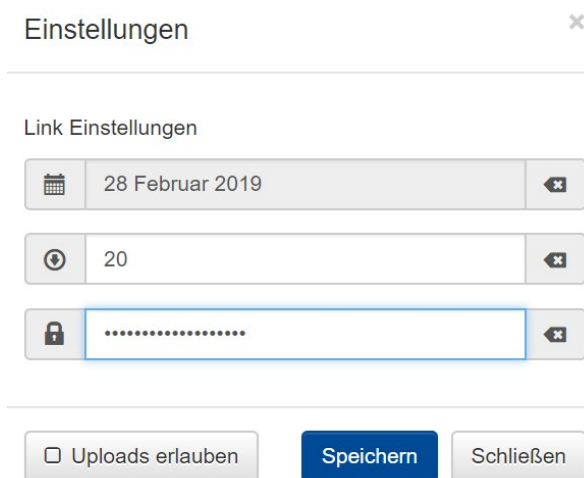 Einstellungen
Link Einstellungen
28 Februar 2019
20
•••••••••••••••••••
Uploads erlauben
Speichern
Schließen